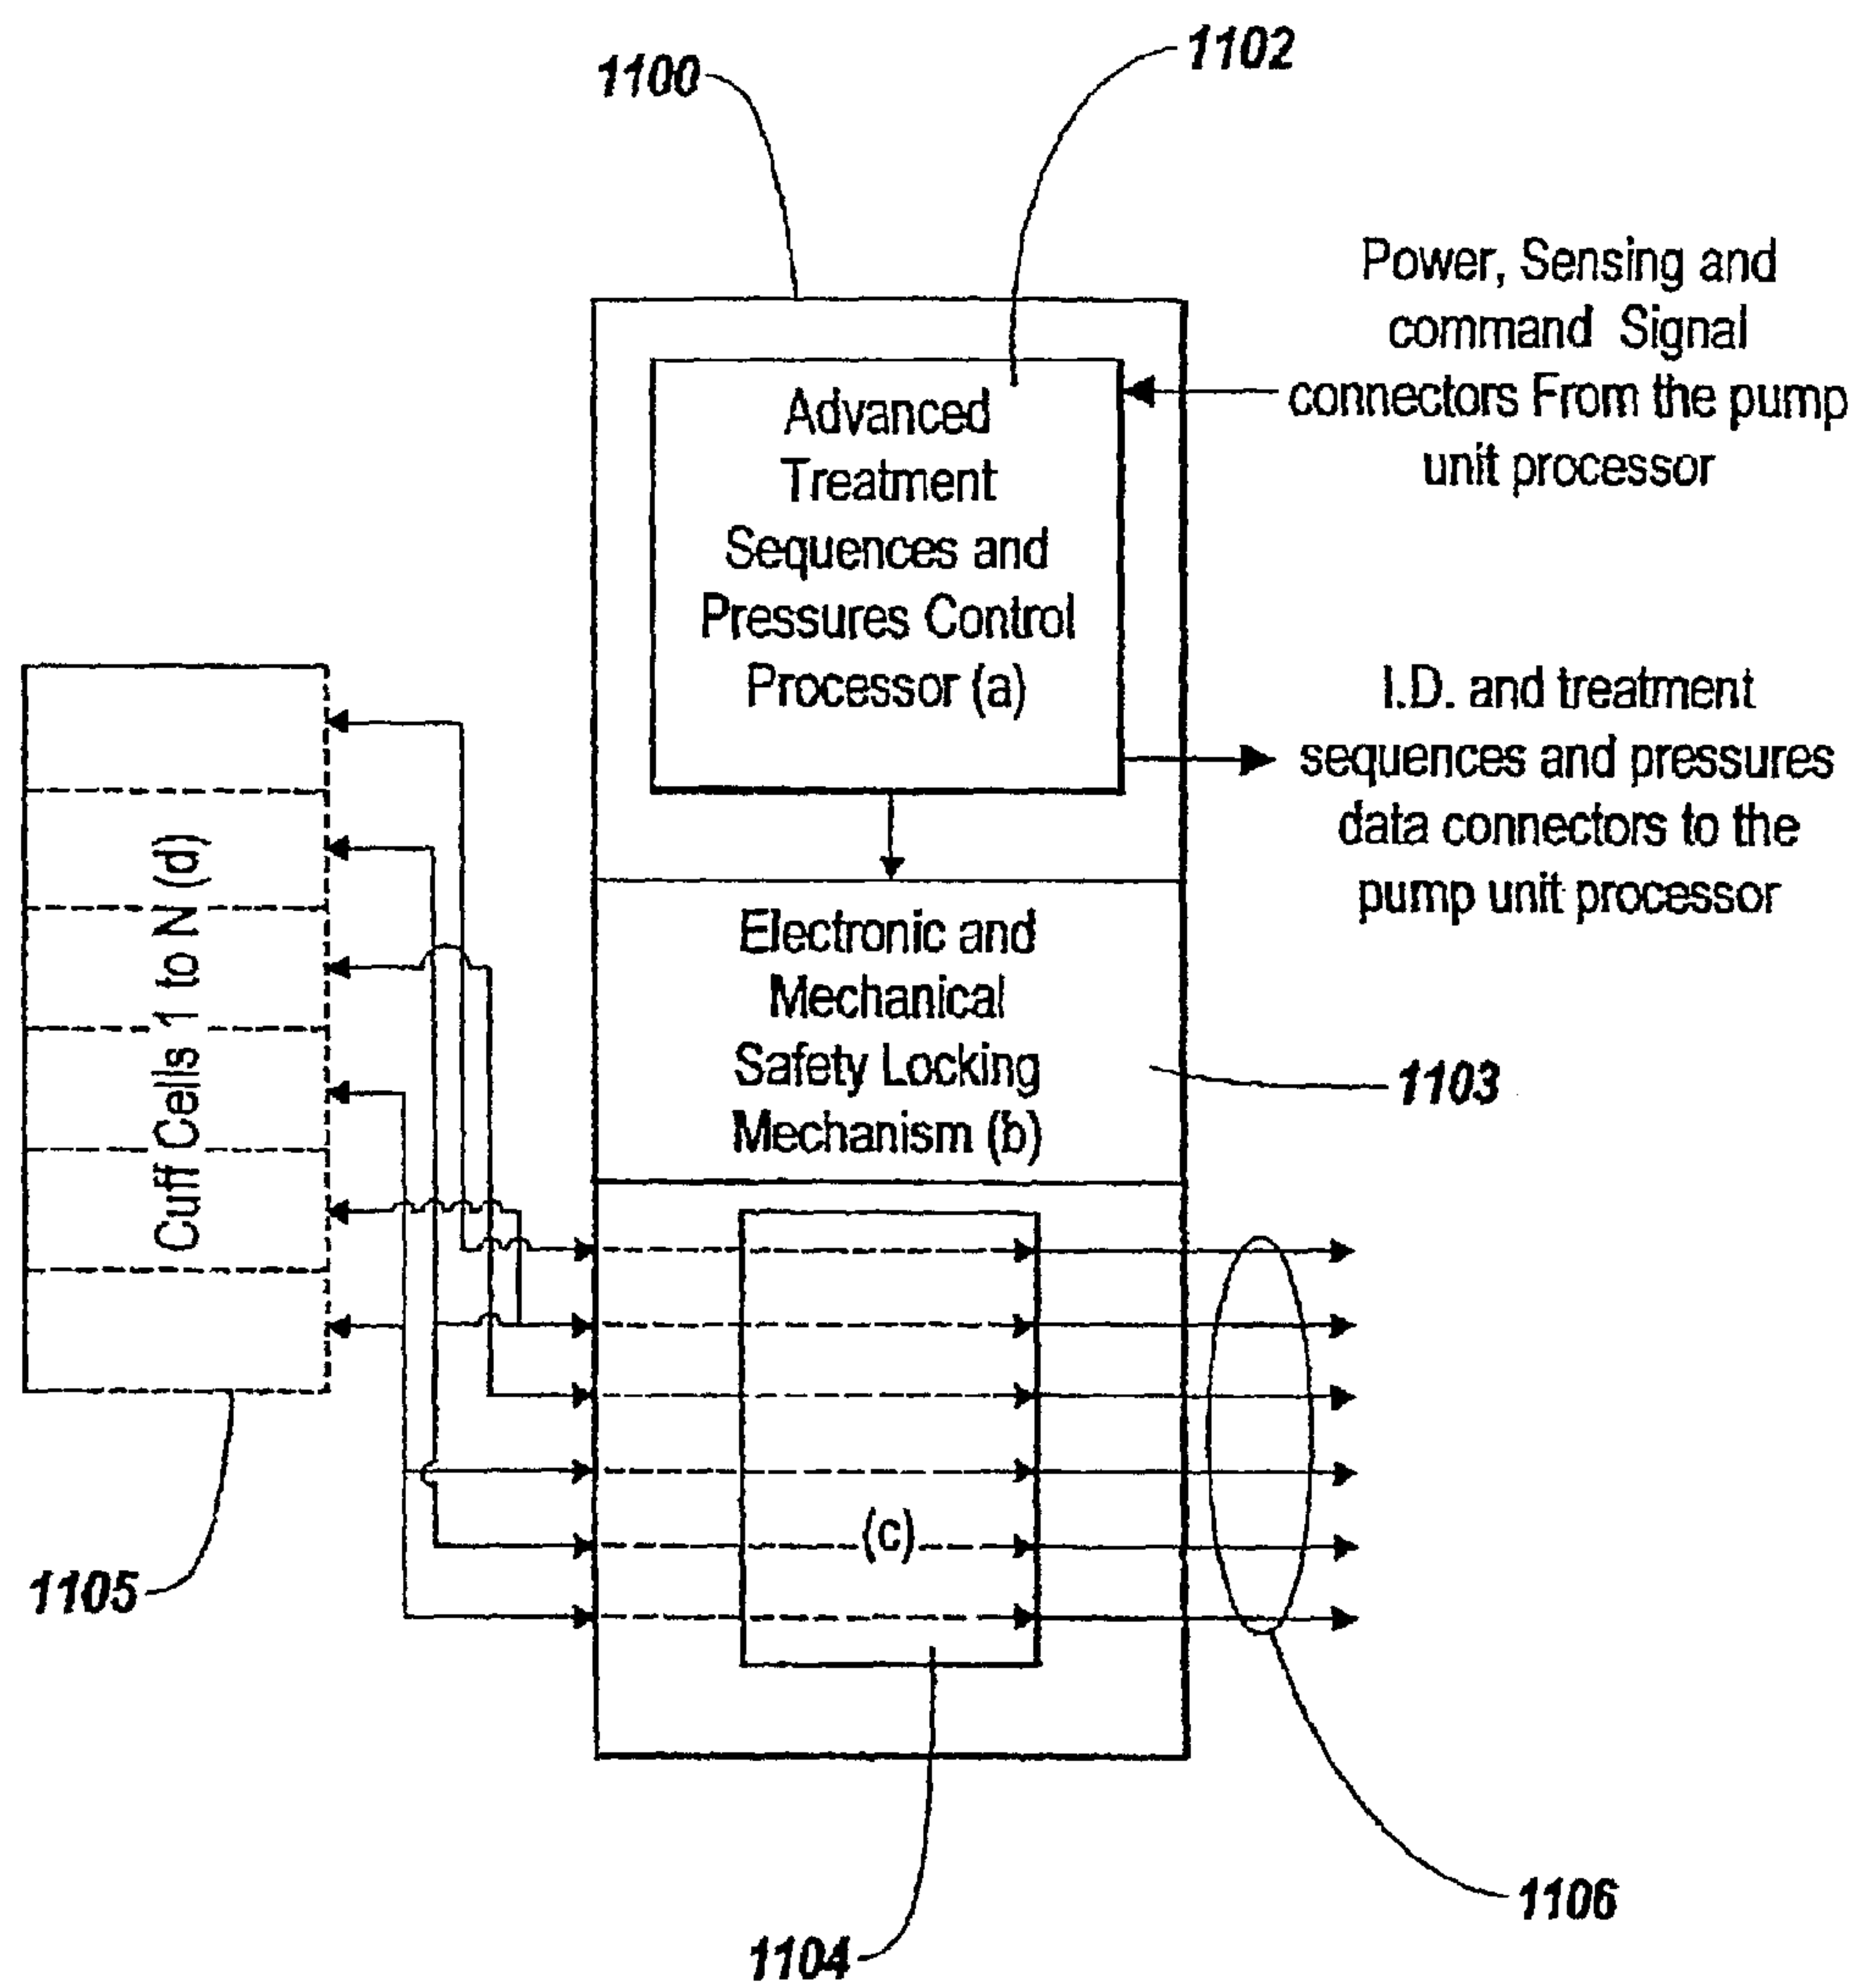 1102
1100
Power, Sensing and
command Signal
connectors From the pump
unit processor
Advanced
Treatment
Sequences and
Pressures Control
Processor (a)
I.D. and treatment
sequences and pressures
data connectors to the
pump unit processor
Cuff Cells 1 to N (d)
Electronic and
Mechanical
Safety Locking
Mechanism (b)
1103
(c)
1105
1106
1104